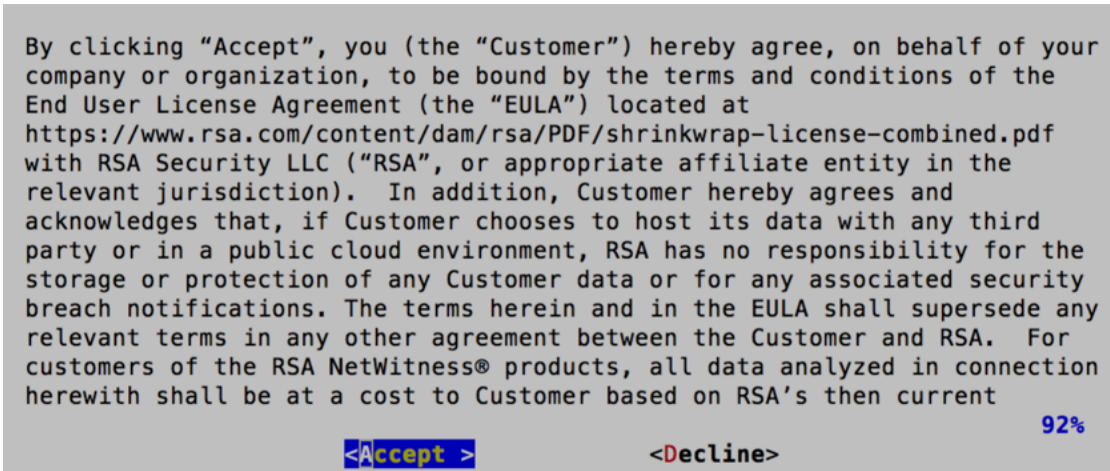 By clicking “Accept”, you (the “Customer”) hereby agree, on behalf of your
company or organization, to be bound by the terms and conditions of the
End User License Agreement (the “EULA”) located at
https://www.rsa.com/content/dam/rsa/PDF/shrinkwrap-license-combined.pdf
with RSA Security LLC (“RSA”, or appropriate affiliate entity in the
relevant jurisdiction).  In addition, Customer hereby agrees and
acknowledges that, if Customer chooses to host its data with any third
party or in a public cloud environment, RSA has no responsibility for the
storage or protection of any Customer data or for any associated security
breach notifications. The terms herein and in the EULA shall supersede any
relevant terms in any other agreement between the Customer and RSA.  For
customers of the RSA NetWitness® products, all data analyzed in connection
herewith shall be at a cost to Customer based on RSA’s then current
92%
<Accept > <Decline>